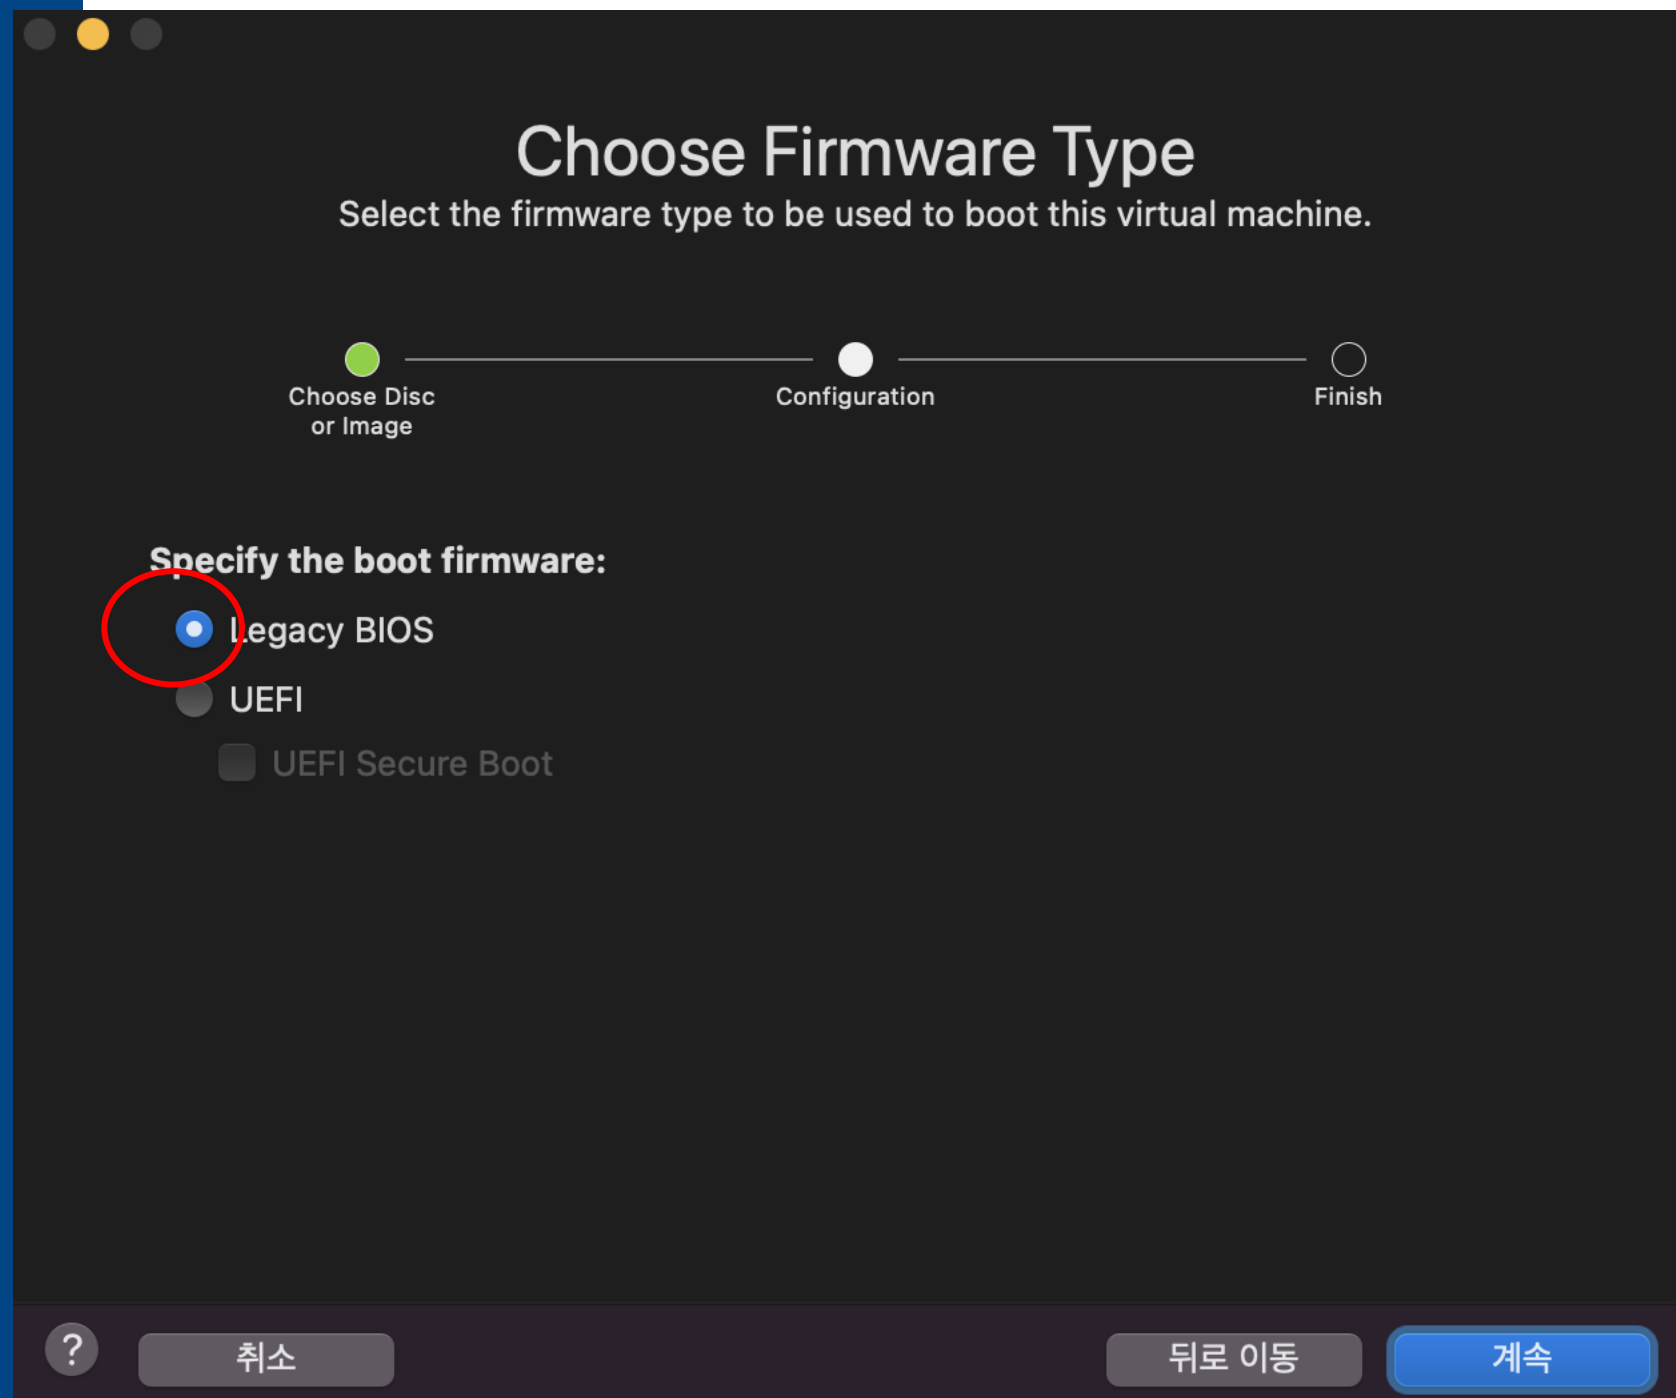 Choose Firmware Type
Select the firmware type to be used to boot this virtual machine.
Choose Disc
or Image
Configuration
Finish
Specify the boot firmware:
Legacy BIOS
UEFI
UEFI Secure Boot
?
취소
뒤로 이동
계속